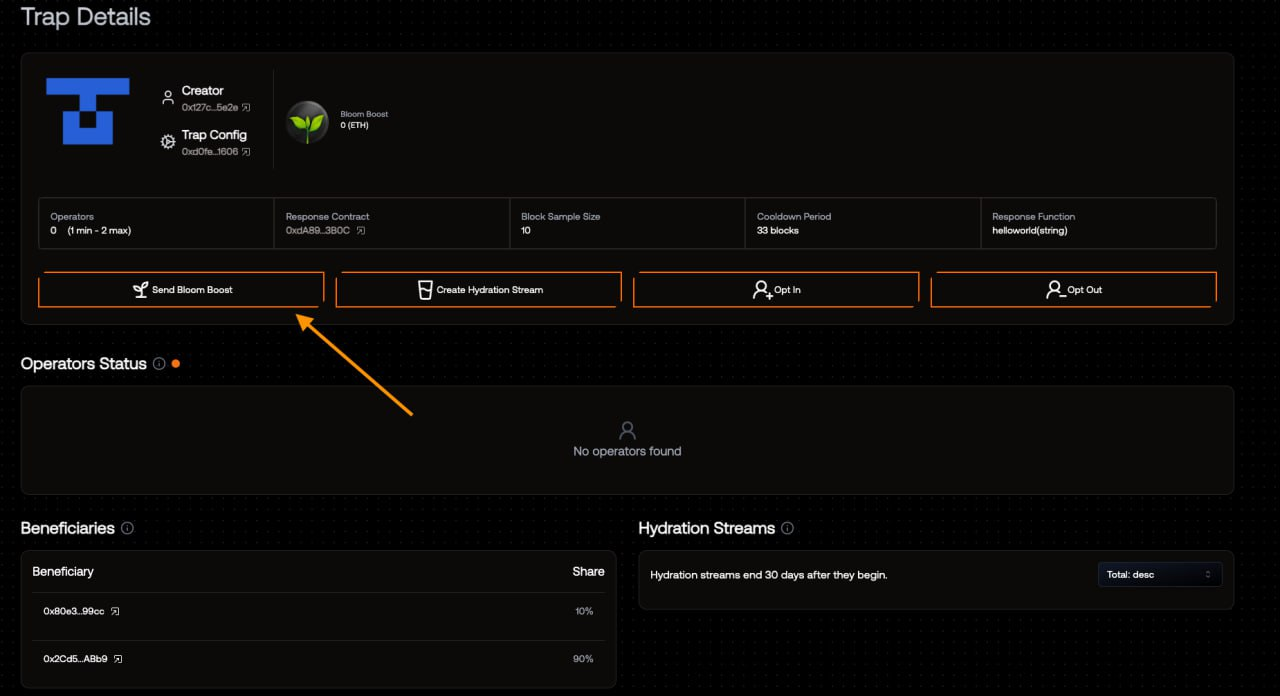 Trap Details
Creator
0x127c...5e2e
Trap Config
0xd0fe...1606
Bloom Boost
0 (ETH)
Operators
0 (1 min - 2 max)
Response Contract
0xdA89...3B0C
Block Sample Size
10
Cooldown Period
33 blocks
Response Function
helloworld(string)
Send Bloom Boost
Create Hydration Stream
Opt In
Opt Out
Operators Status
No operators found
Beneficiaries
Beneficiary Share
0x80e3...99cc 10%
0x2Cd5...ABb9 90%
Hydration Streams
Hydration streams end 30 days after they begin.
Total: desc